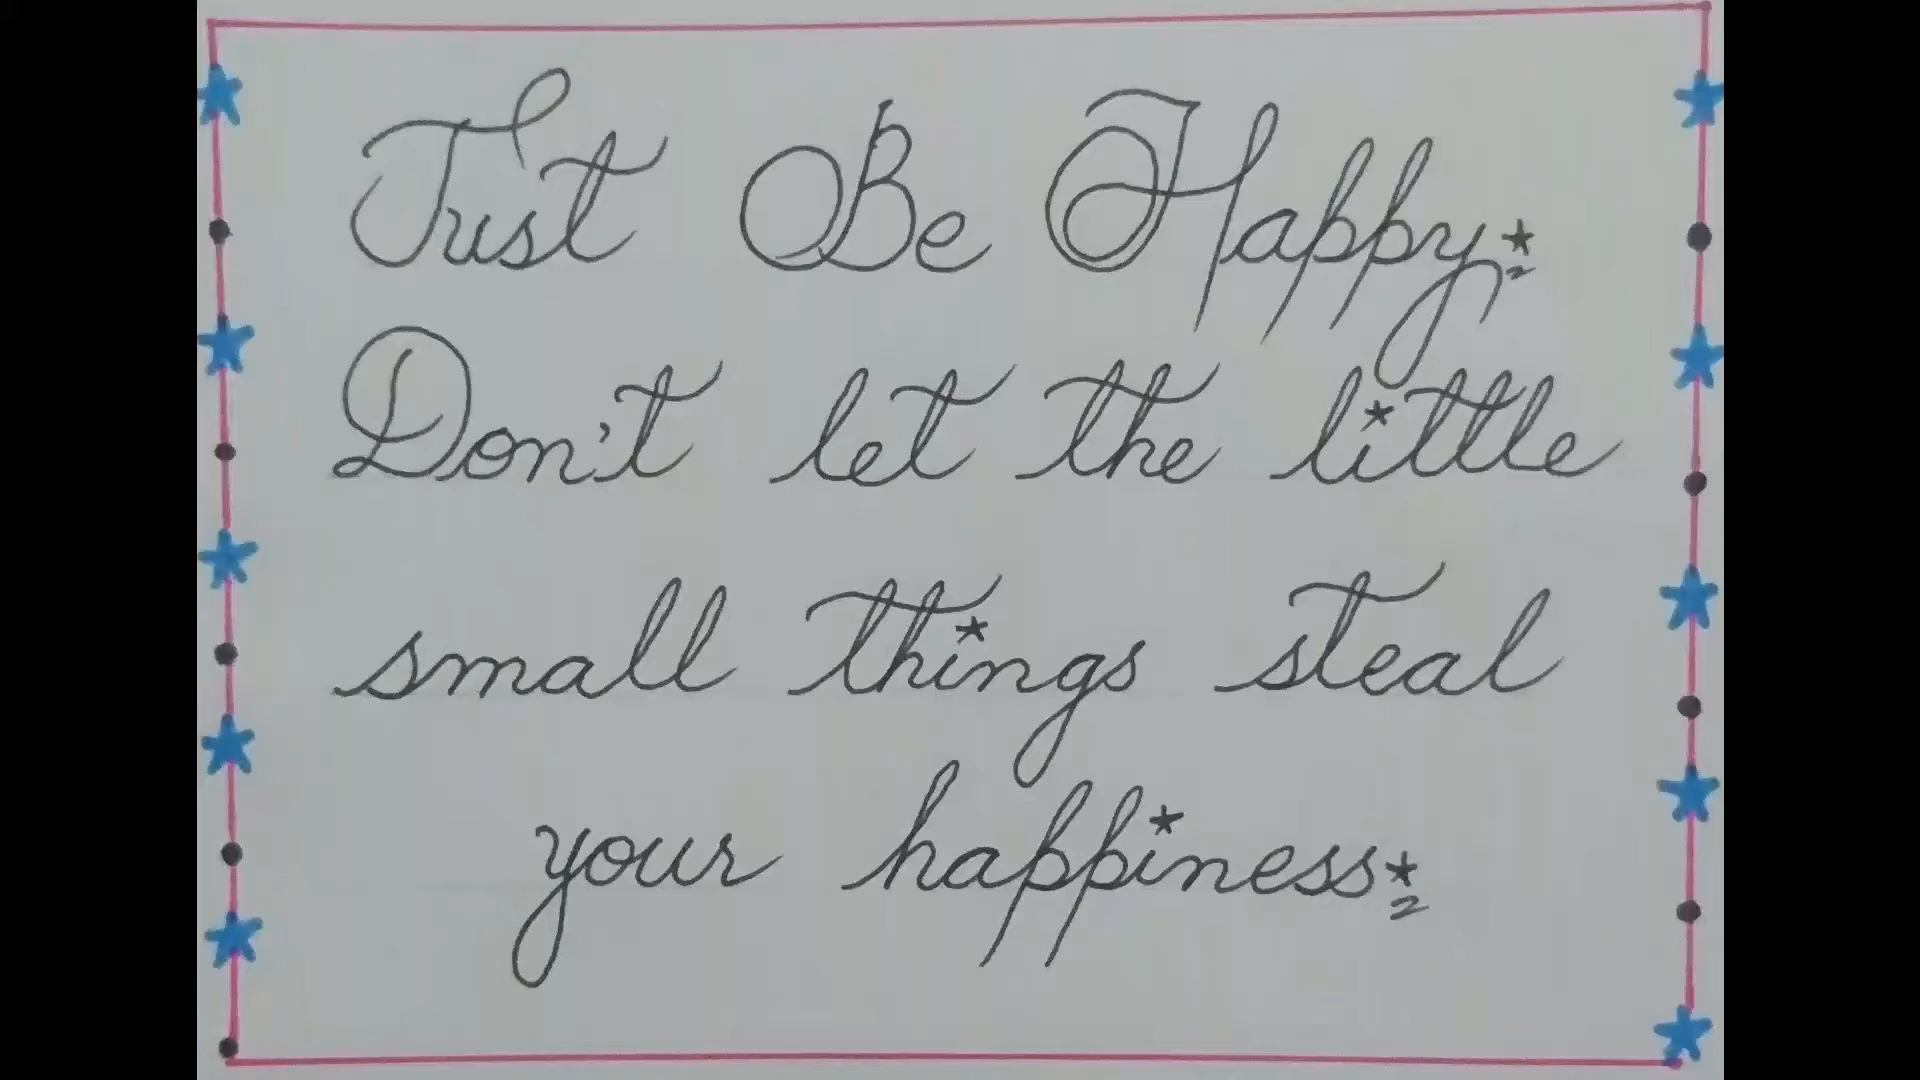 Just Be Happy.
Don't let the little
small things steal
your happiness.